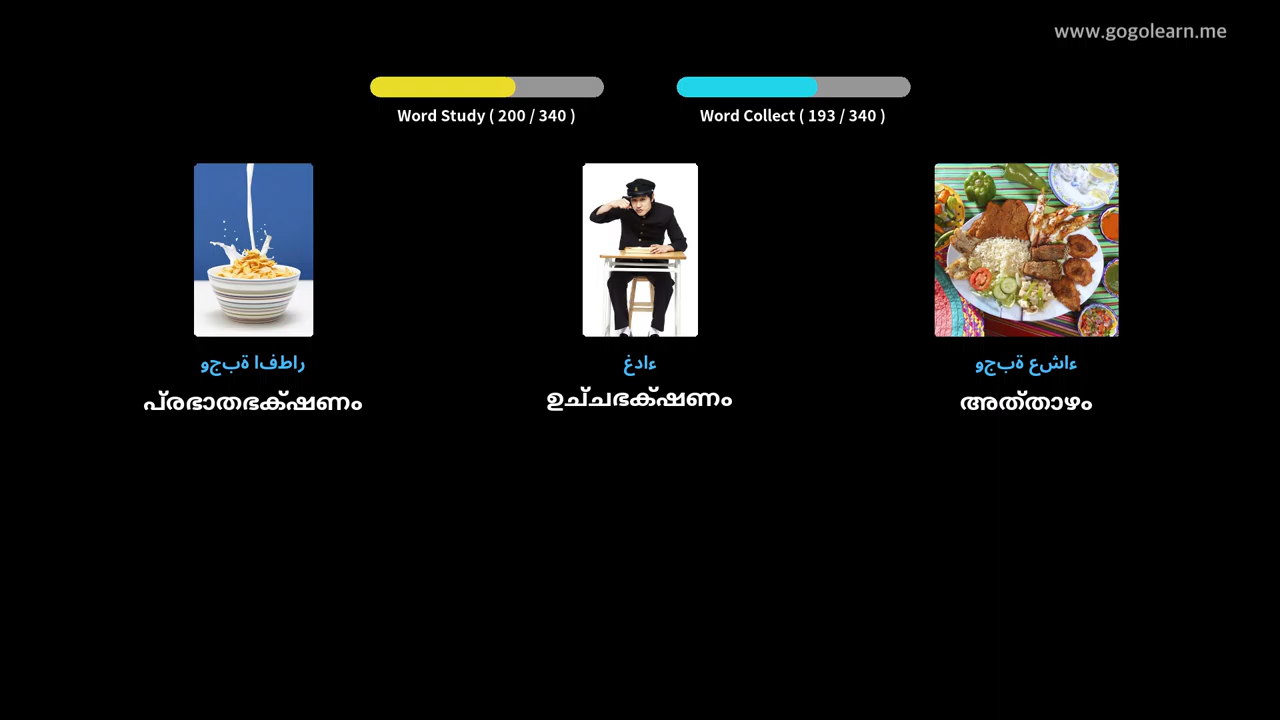 www.gogolearn.me
Word Study ( 200 / 340 )
Word Collect ( 193 / 340 )
وجبة افطار
غداء
وجبة عشاء
പ്രഭാതഭക്ഷണം
ഉച്ചഭക്ഷണം
അത്താഴം